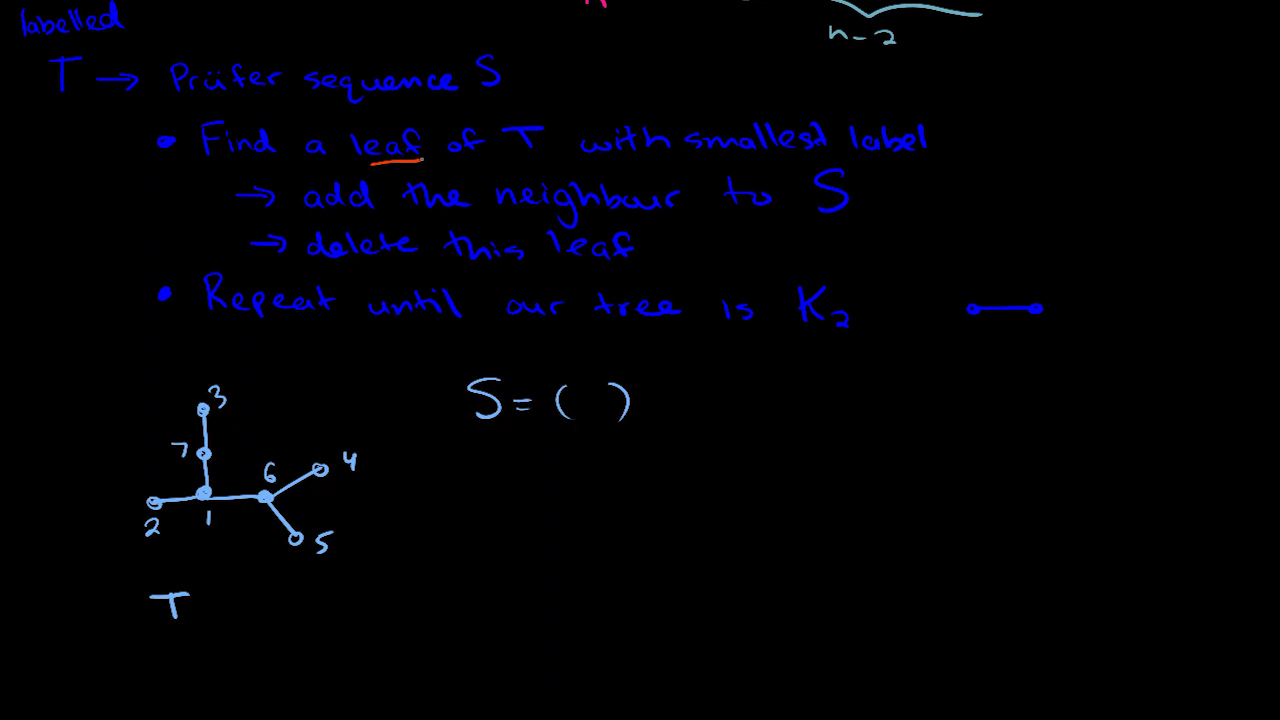 n-2
labelled
T → Prüfer sequence S
• Find a leaf of T with smallest label
→ add the neighbour to S
→ delete this leaf
• Repeat until our tree is K₂
S = ( )
3
7
6
4
2
1
5
T